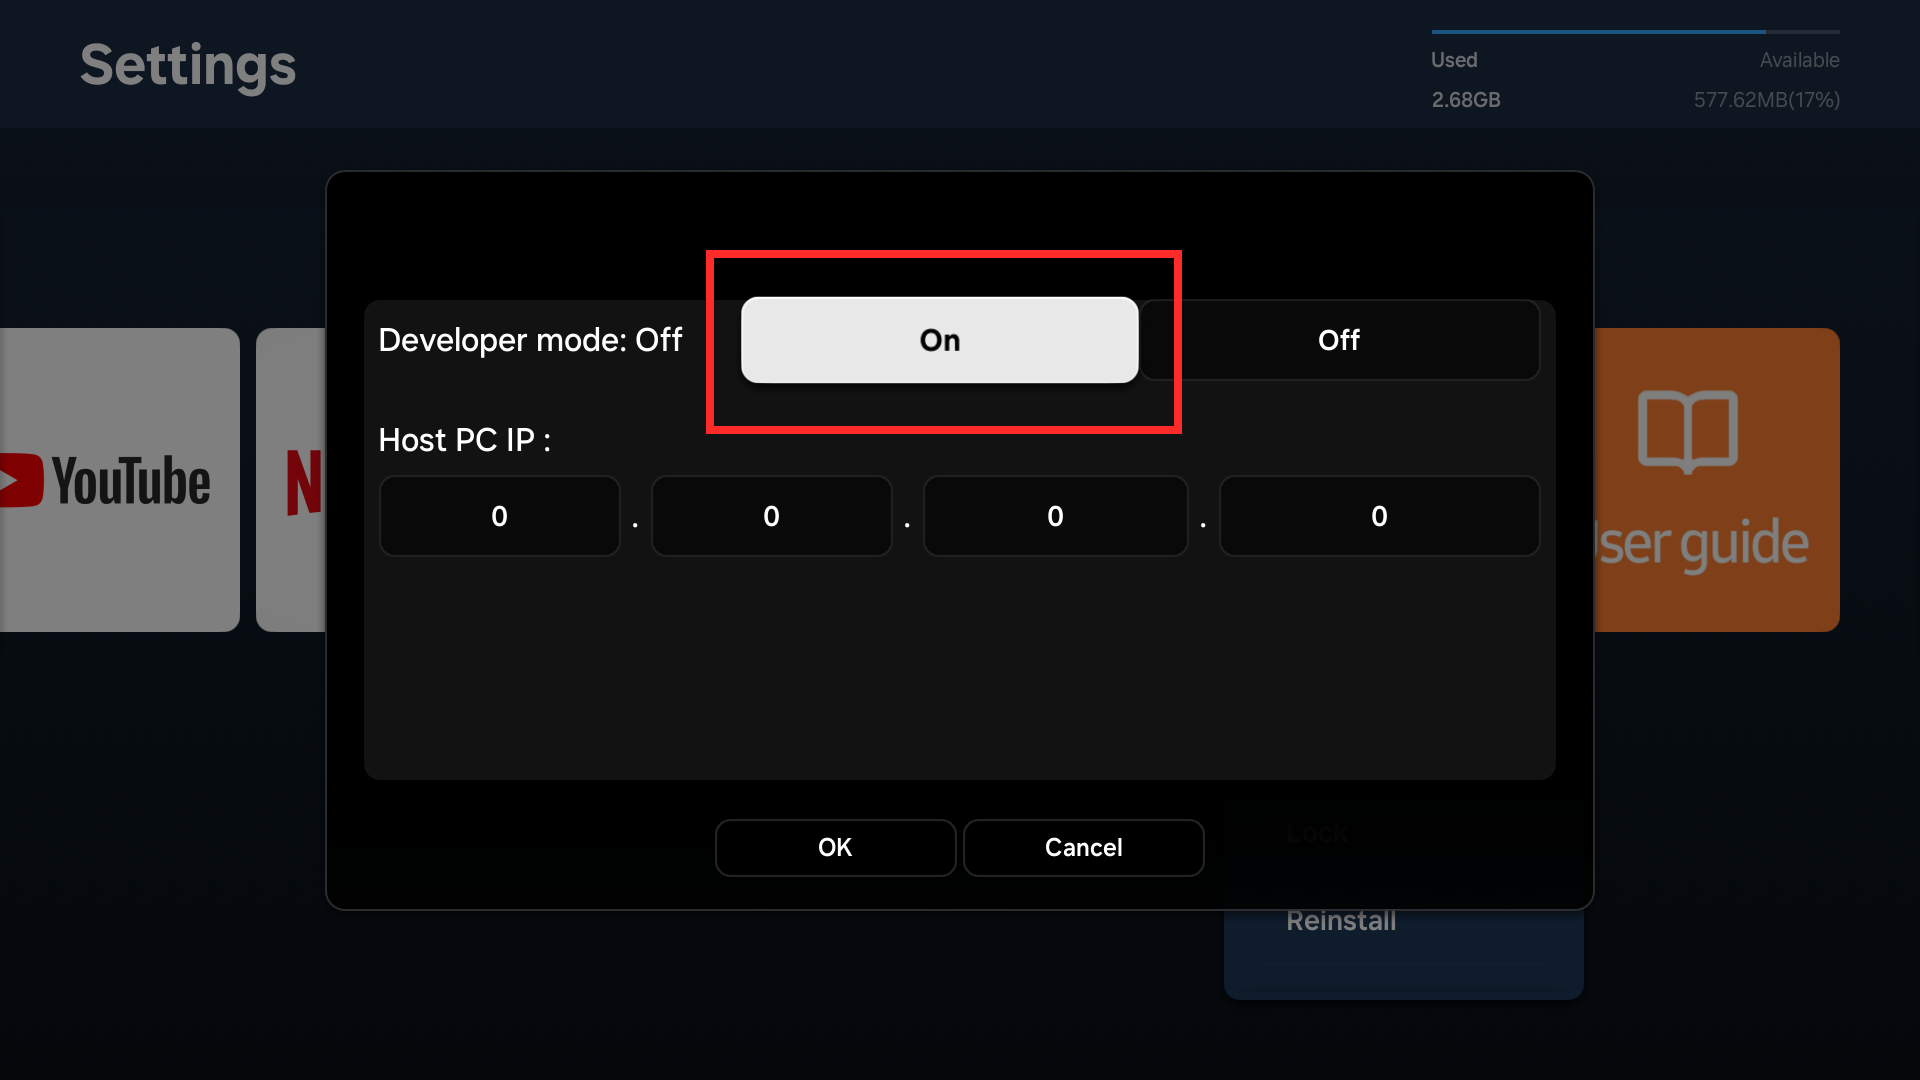 Settings
Used
Available
2.68GB
577.62MB(17%)
Developer mode: Off
On
Off
Host PC IP :
0 . 0 . 0 . 0
YouTube
N
ser guide
OK
Cancel
Lock
Reinstall